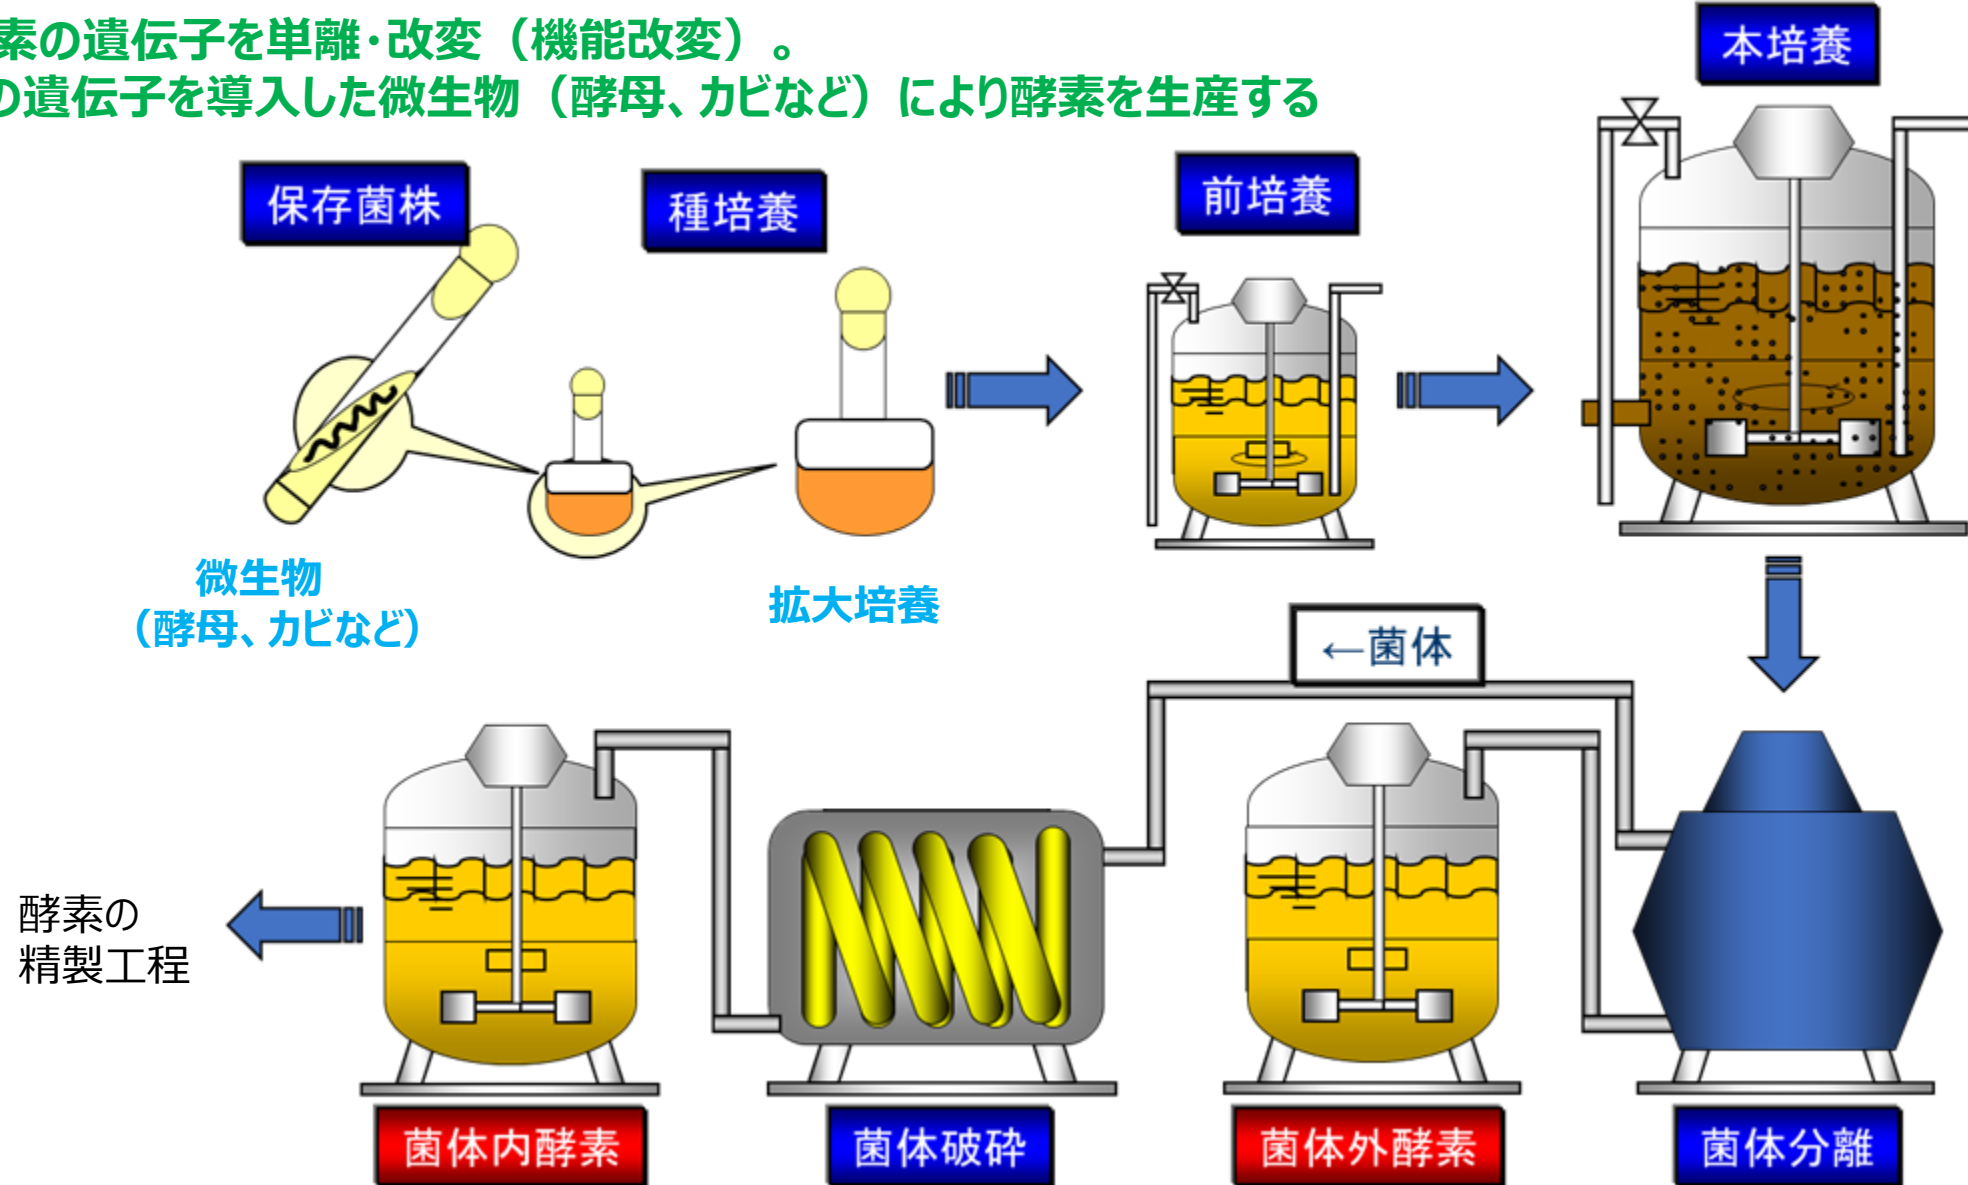 素の遺伝子を単離･改変（機能改変）。
の遺伝子を導入した微生物（酵母、カビなど）により酵素を生産する
本培養
保存菌株
種培養
前培養
微生物
（酵母、カビなど）
拡大培養
←菌体
酵素の
精製工程
菌体内酵素
菌体破砕
菌体外酵素
菌体分離